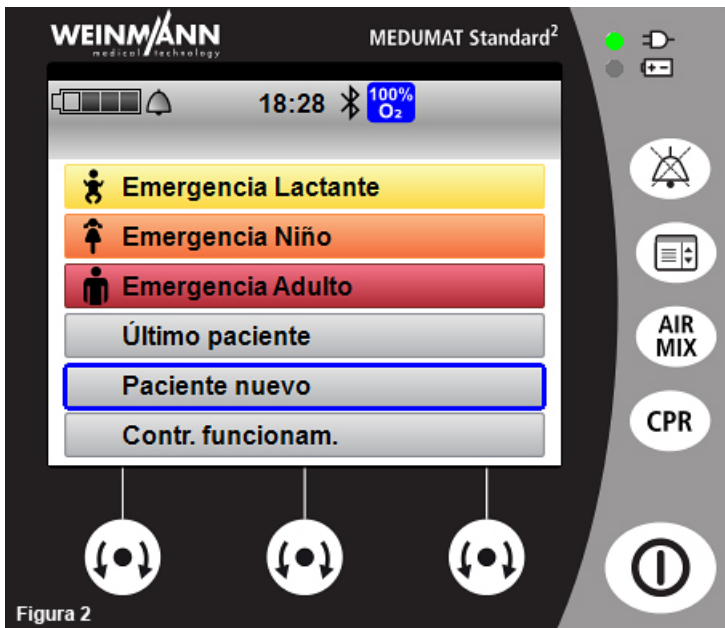 WEINMANN
medical technology
MEDUMAT Standard²
18:28
100%
O₂
Emergencia Lactante
Emergencia Niño
Emergencia Adulto
Último paciente
Paciente nuevo
Contr. funcionam.
AIR
MIX
CPR
Figura 2